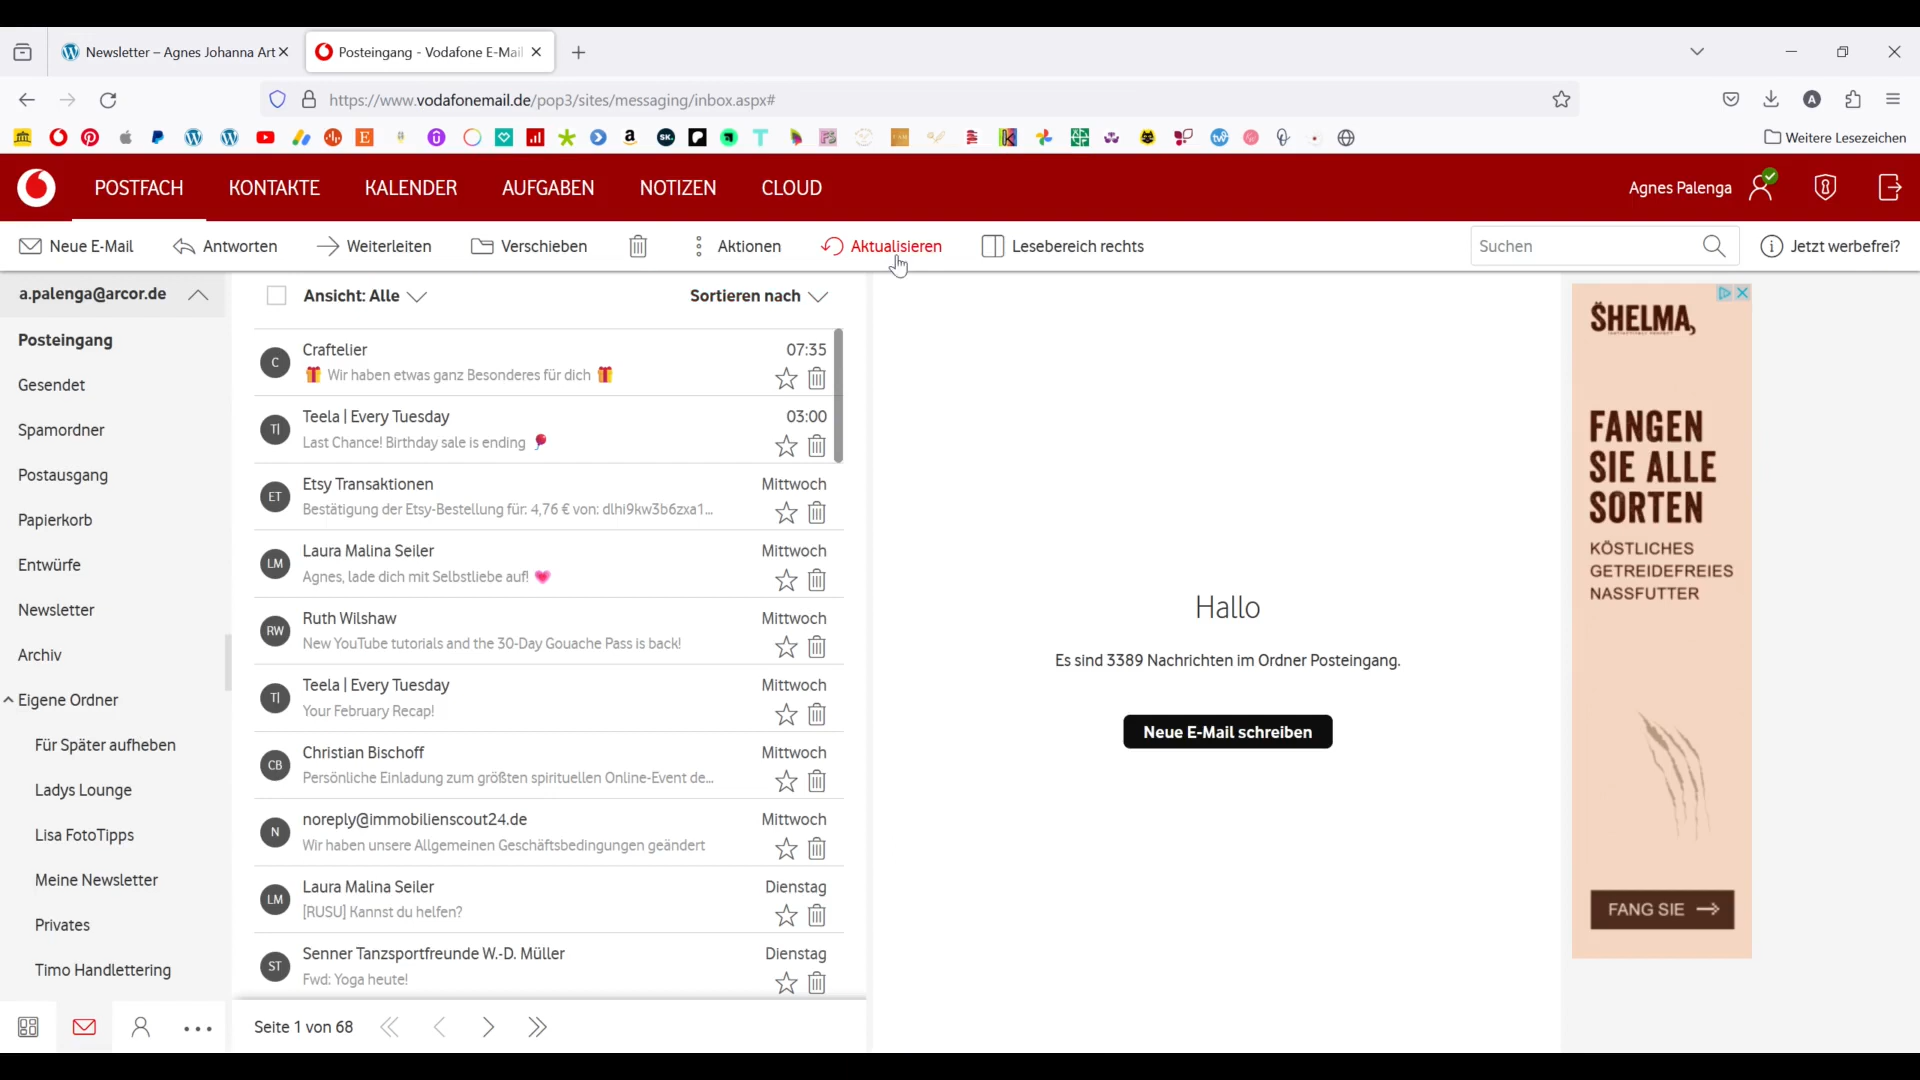 Newsletter – Agnes Johanna Art
Posteingang - Vodafone E-Mail
https://www.vodafonemail.de/pop3/sites/messaging/inbox.aspx#
A
Weitere Lesezeichen
POSTFACH KONTAKTE KALENDER AUFGABEN NOTIZEN CLOUD Agnes Palenga
Neue E-Mail Antworten Weiterleiten Verschieben Aktionen Aktualisieren Lesebereich rechts Suchen Jetzt werbefrei?
a.palenga@arcor.de
Posteingang
Gesendet
Spamordner
Postausgang
Papierkorb
Entwürfe
Newsletter
Archiv
Eigene Ordner
Für Später aufheben
Ladys Lounge
Lisa FotoTipps
Meine Newsletter
Privates
Timo Handlettering
Ansicht: Alle Sortieren nach
C Craftelier 07:35
🎁 Wir haben etwas ganz Besonderes für dich 🎁
T| Teela | Every Tuesday 03:00
Last Chance! Birthday sale is ending 🎈
ET Etsy Transaktionen Mittwoch
Bestätigung der Etsy-Bestellung für: 4,76 € von: dlhi9kw3b6zxa1...
LM Laura Malina Seiler Mittwoch
Agnes, lade dich mit Selbstliebe auf! 💗
RW Ruth Wilshaw Mittwoch
New YouTube tutorials and the 30-Day Gouache Pass is back!
T| Teela | Every Tuesday Mittwoch
Your February Recap!
CB Christian Bischoff Mittwoch
Persönliche Einladung zum größten spirituellen Online-Event de...
N noreply@immobilienscout24.de Mittwoch
Wir haben unsere Allgemeinen Geschäftsbedingungen geändert
LM Laura Malina Seiler Dienstag
[RUSU] Kannst du helfen?
ST Senner Tanzsportfreunde W.-D. Müller Dienstag
Fwd: Yoga heute!
Seite 1 von 68
Hallo
Es sind 3389 Nachrichten im Ordner Posteingang.
Neue E-Mail schreiben
ŠHELMA
FANGEN
SIE ALLE
SORTEN
KÖSTLICHES
GETREIDEFREIES
NASSFUTTER
FANG SIE